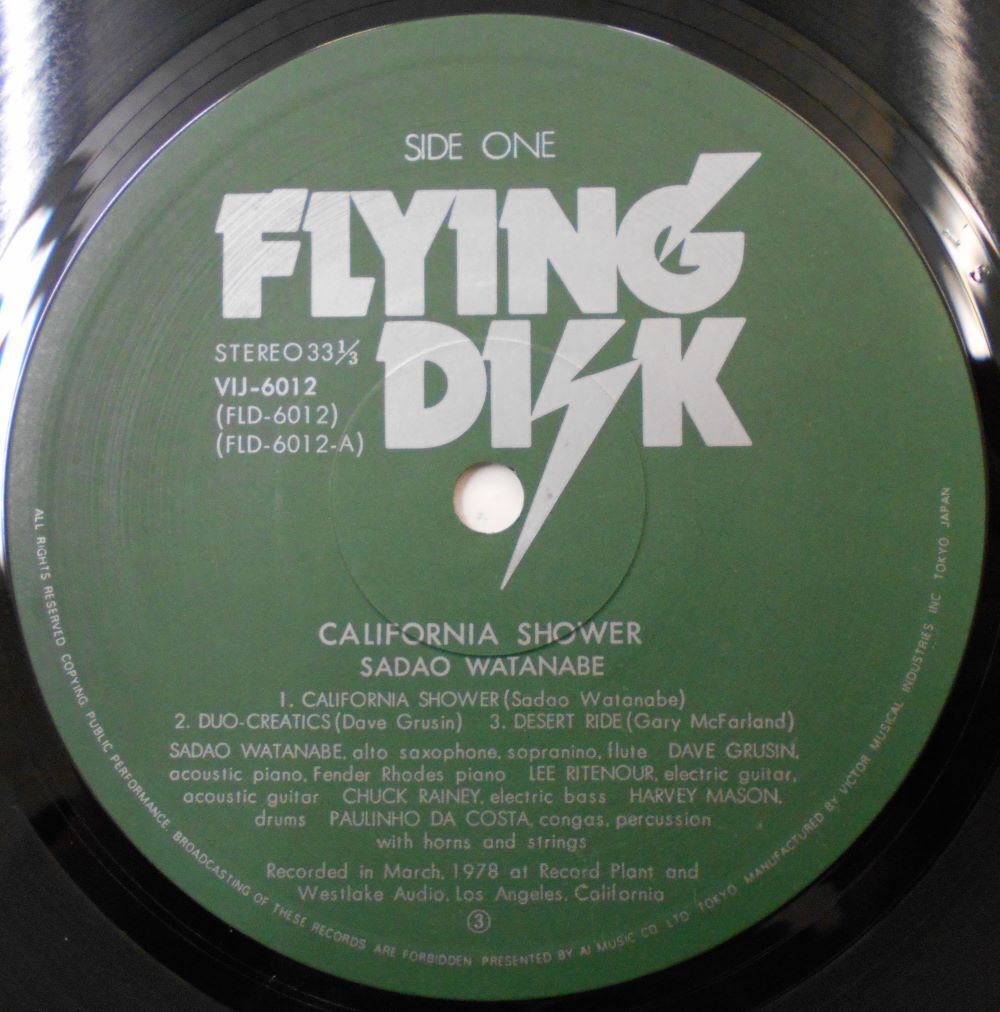 SIDE ONE
FLYING
DISK
STEREO 33⅓
VIJ-6012
(FLD-6012)
(FLD-6012-A)
CALIFORNIA SHOWER
SADAO WATANABE
1. CALIFORNIA SHOWER (Sadao Watanabe)
2. DUO-CREATICS (Dave Grusin) 3. DESERT RIDE (Gary McFarland)
SADAO WATANABE, alto saxophone, sopranino, flute DAVE GRUSIN,
acoustic piano, Fender Rhodes piano LEE RITENOUR, electric guitar,
acoustic guitar CHUCK RAINEY, electric bass HARVEY MASON,
drums PAULINHO DA COSTA, congas, percussion
with horns and strings
Recorded in March, 1978 at Record Plant and
Westlake Audio, Los Angeles, California
③
ALL RIGHTS RESERVED COPYING PUBLIC PERFORMANCE, BROADCASTING OF THESE RECORDS ARE FORBIDDEN PRESENTED BY AI MUSIC CO LTD TOKYO MANUFACTURED BY VICTOR MUSICAL INDUSTRIES INC TOKYO JAPAN